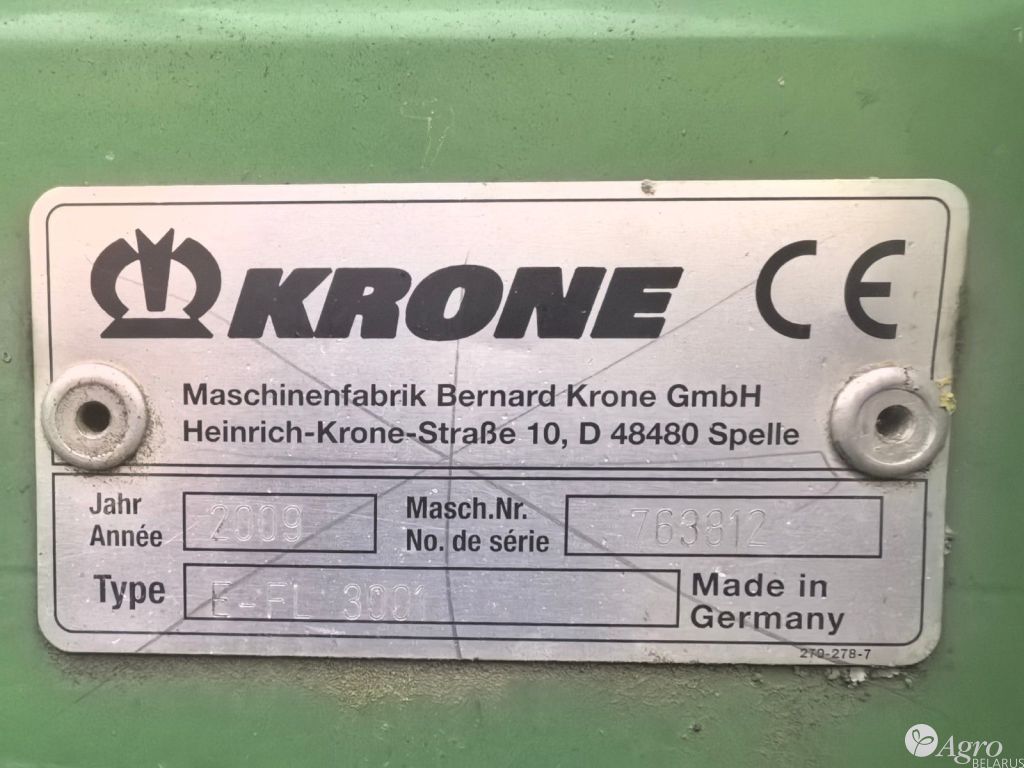 KRONE CE
Maschinenfabrik Bernard Krone GmbH
Heinrich-Krone-Straße 10, D 48480 Spelle
Jahr
Année
2009
Masch.Nr.
No. de série
763812
Type
E-FL 3001
Made in
Germany
279-278-7
Agro
BELARUS